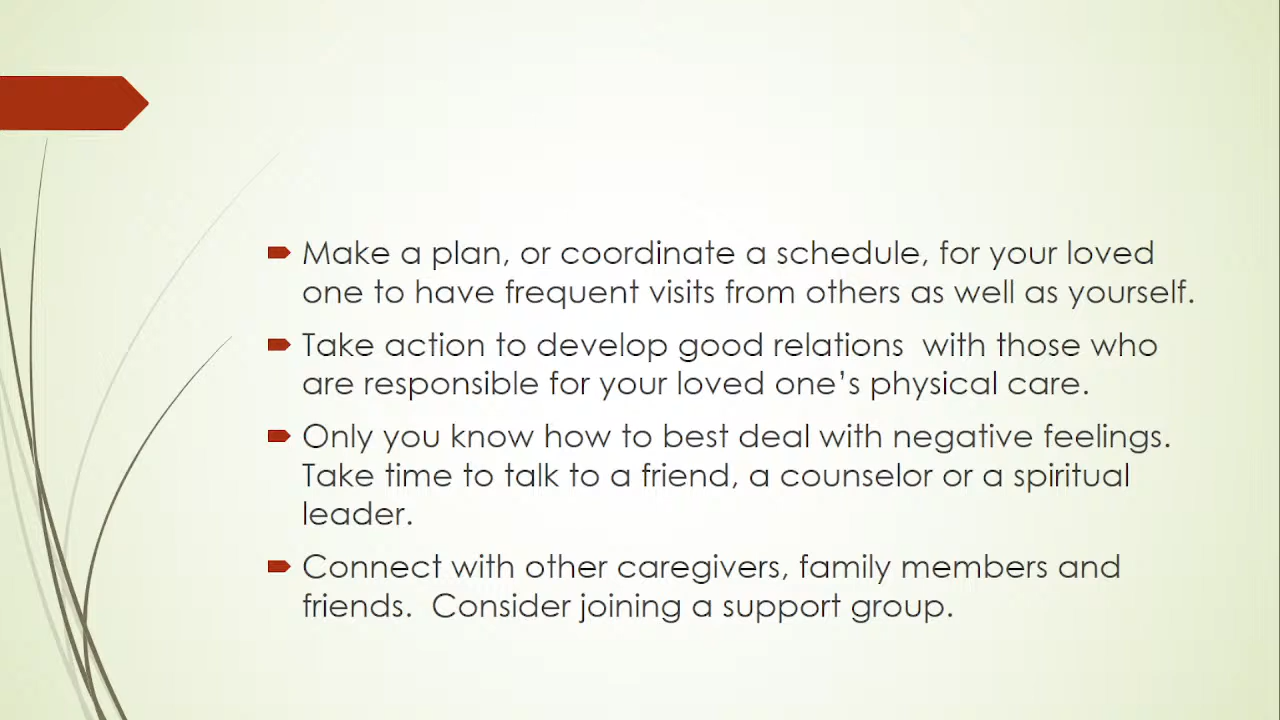 Make a plan, or coordinate a schedule, for your loved
one to have frequent visits from others as well as yourself.
Take action to develop good relations  with those who
are responsible for your loved one’s physical care.
Only you know how to best deal with negative feelings.
Take time to talk to a friend, a counselor or a spiritual
leader.
Connect with other caregivers, family members and
friends.  Consider joining a support group.